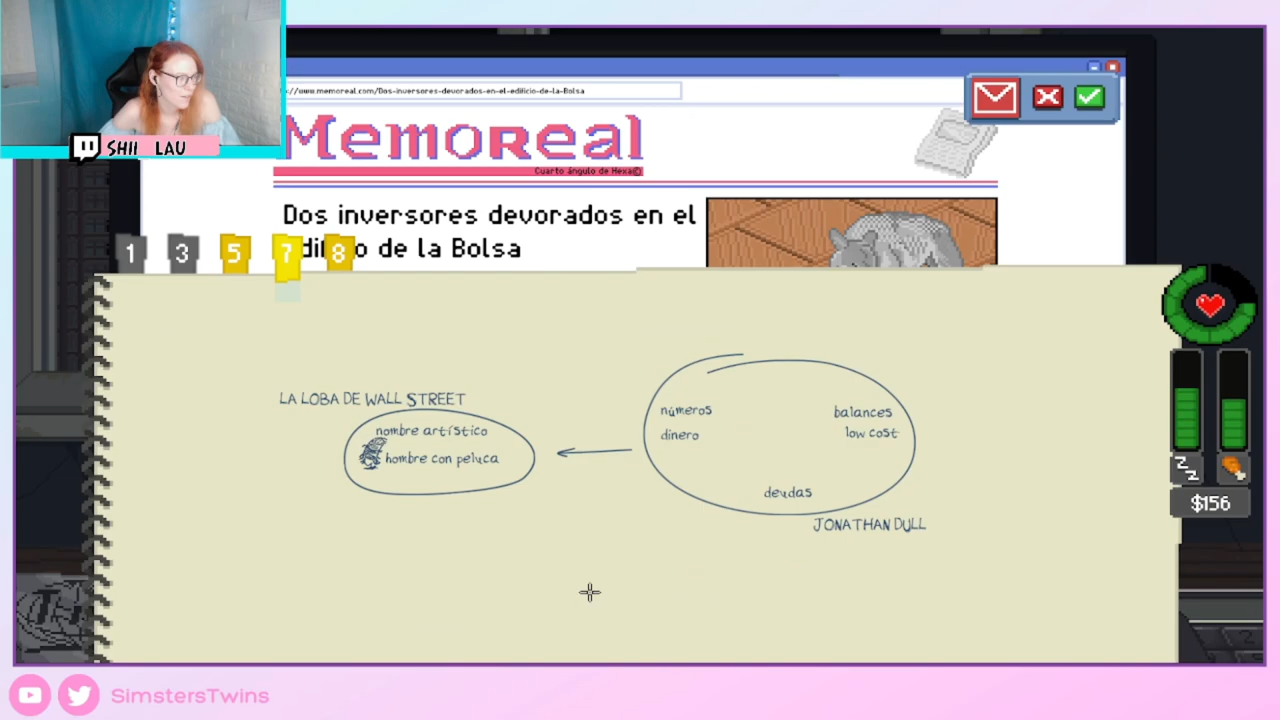 SHII LAU
//www.memoreal.com/Dos-inversores-devorados-en-el-edificio-de-la-Bolsa
Memoreal
Cuarto ángulo de Hexa©
Dos inversores devorados en el
edificio de la Bolsa
1 3 5 7 8
LA LOBA DE WALL STREET
nombre artístico
hombre con peluca
números
dinero
balances
low cost
deudas
JONATHAN DULL
$156
SimstersTwins